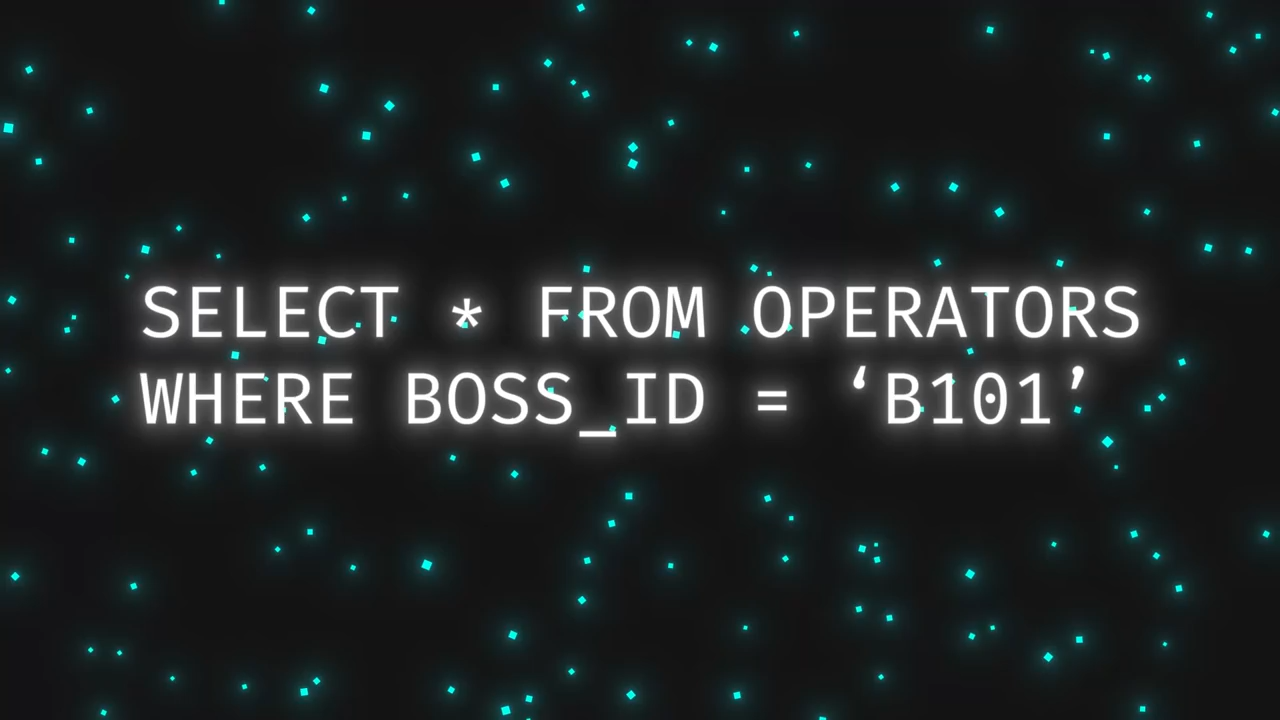 SELECT * FROM OPERATORS
WHERE BOSS_ID = ‘B101’